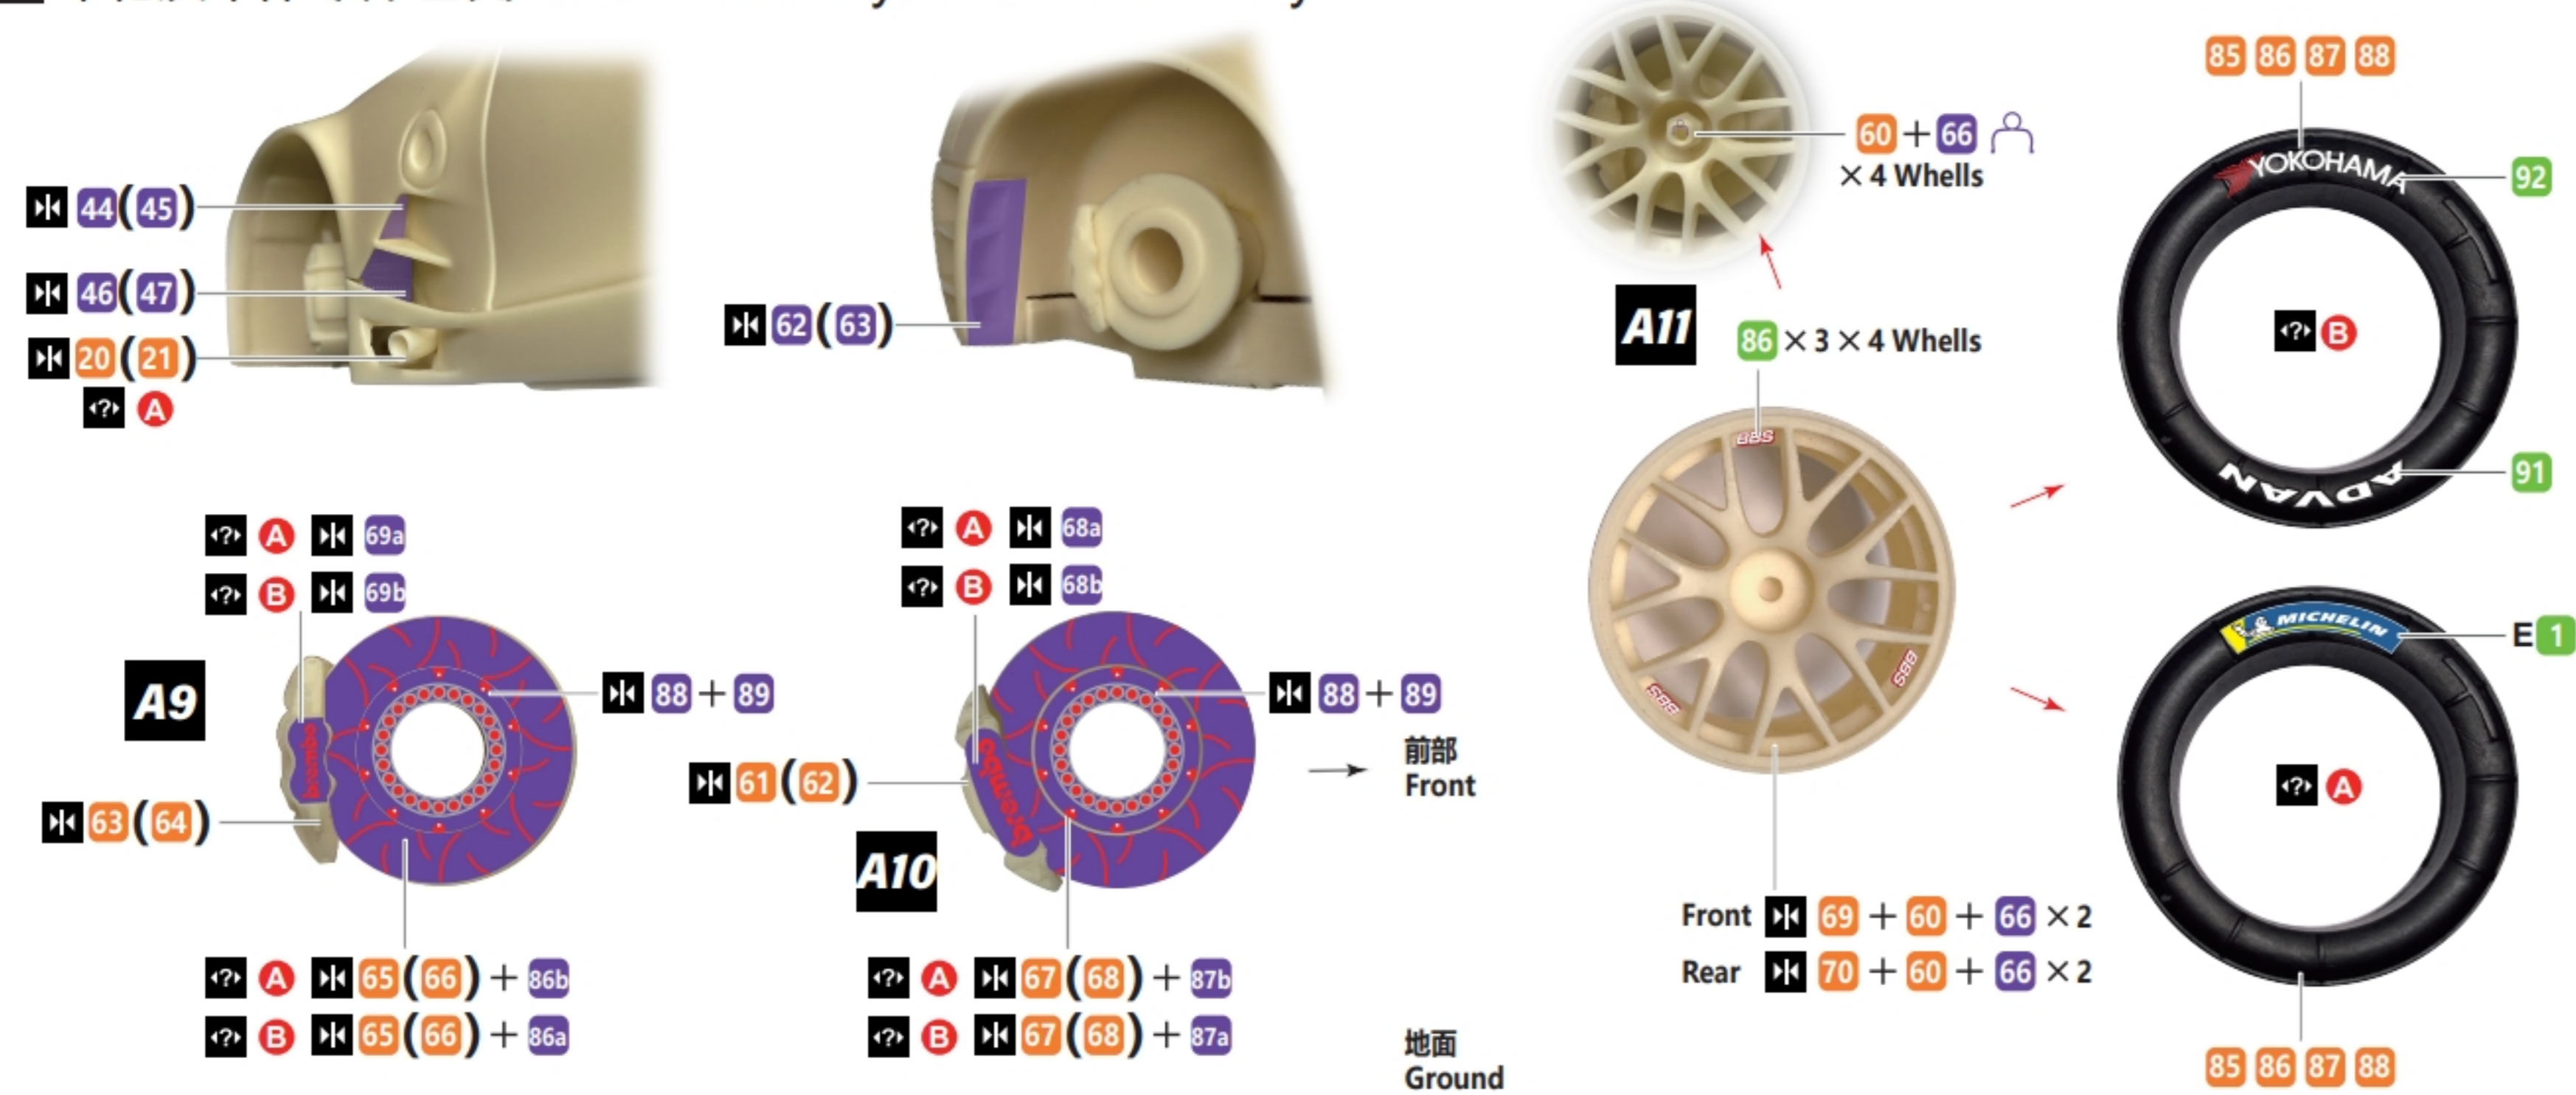 44(45)
46(47)
20(21)
<?> A
62(63)
60+66
×4 Whells
A11
86×3×4 Whells
BBS
BBS
BBS
85 86 87 88
YOKOHAMA
92
<?> B
ADVAN
91
<?> A 69a
<?> B 69b
A9
brembo
88+89
63(64)
<?> A 65(66)+86b
<?> B 65(66)+86a
<?> A 68a
<?> B 68b
88+89
61(62)
brembo
A10
前部
Front
<?> A 67(68)+87b
<?> B 67(68)+87a
地面
Ground
Front 69+60+66×2
Rear 70+60+66×2
MICHELIN
E 1
<?> A
85 86 87 88